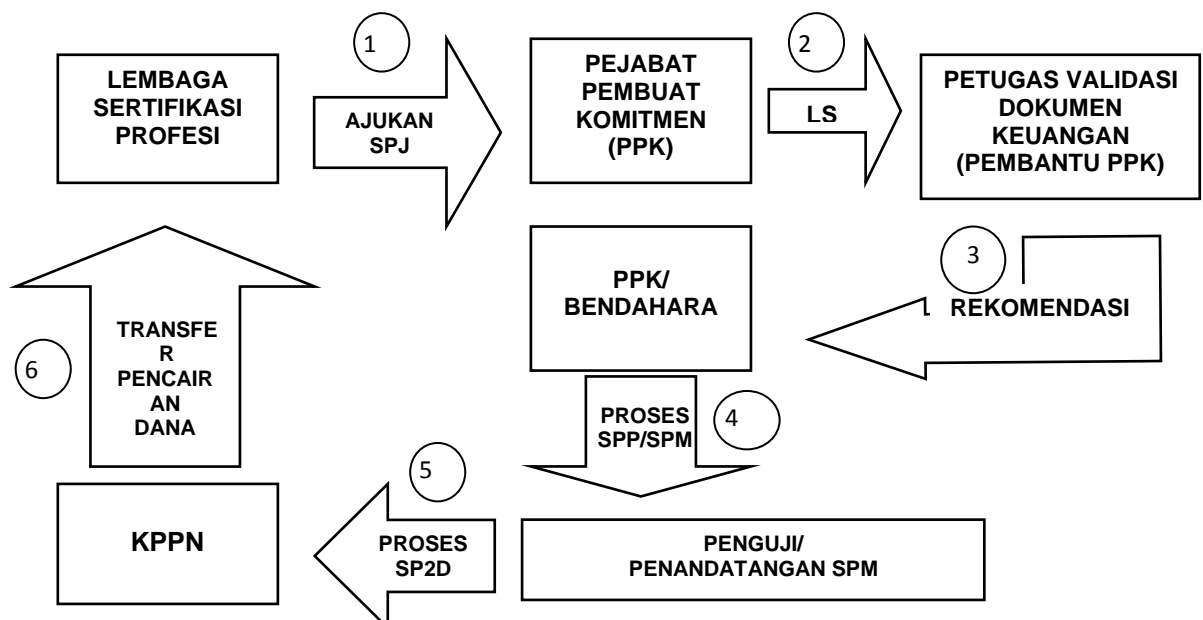 LEMBAGA
SERTIFIKASI
PROFESI
1
AJUKAN
SPJ
PEJABAT
PEMBUAT
KOMITMEN
(PPK)
2
LS
PETUGAS VALIDASI
DOKUMEN
KEUANGAN
(PEMBANTU PPK)
3
REKOMENDASI
PPK/
BENDAHARA
4
PROSES
SPP/SPM
PENGUJI/
PENANDATANGAN SPM
5
PROSES
SP2D
KPPN
6
TRANSFE
R
PENCAIR
AN
DANA